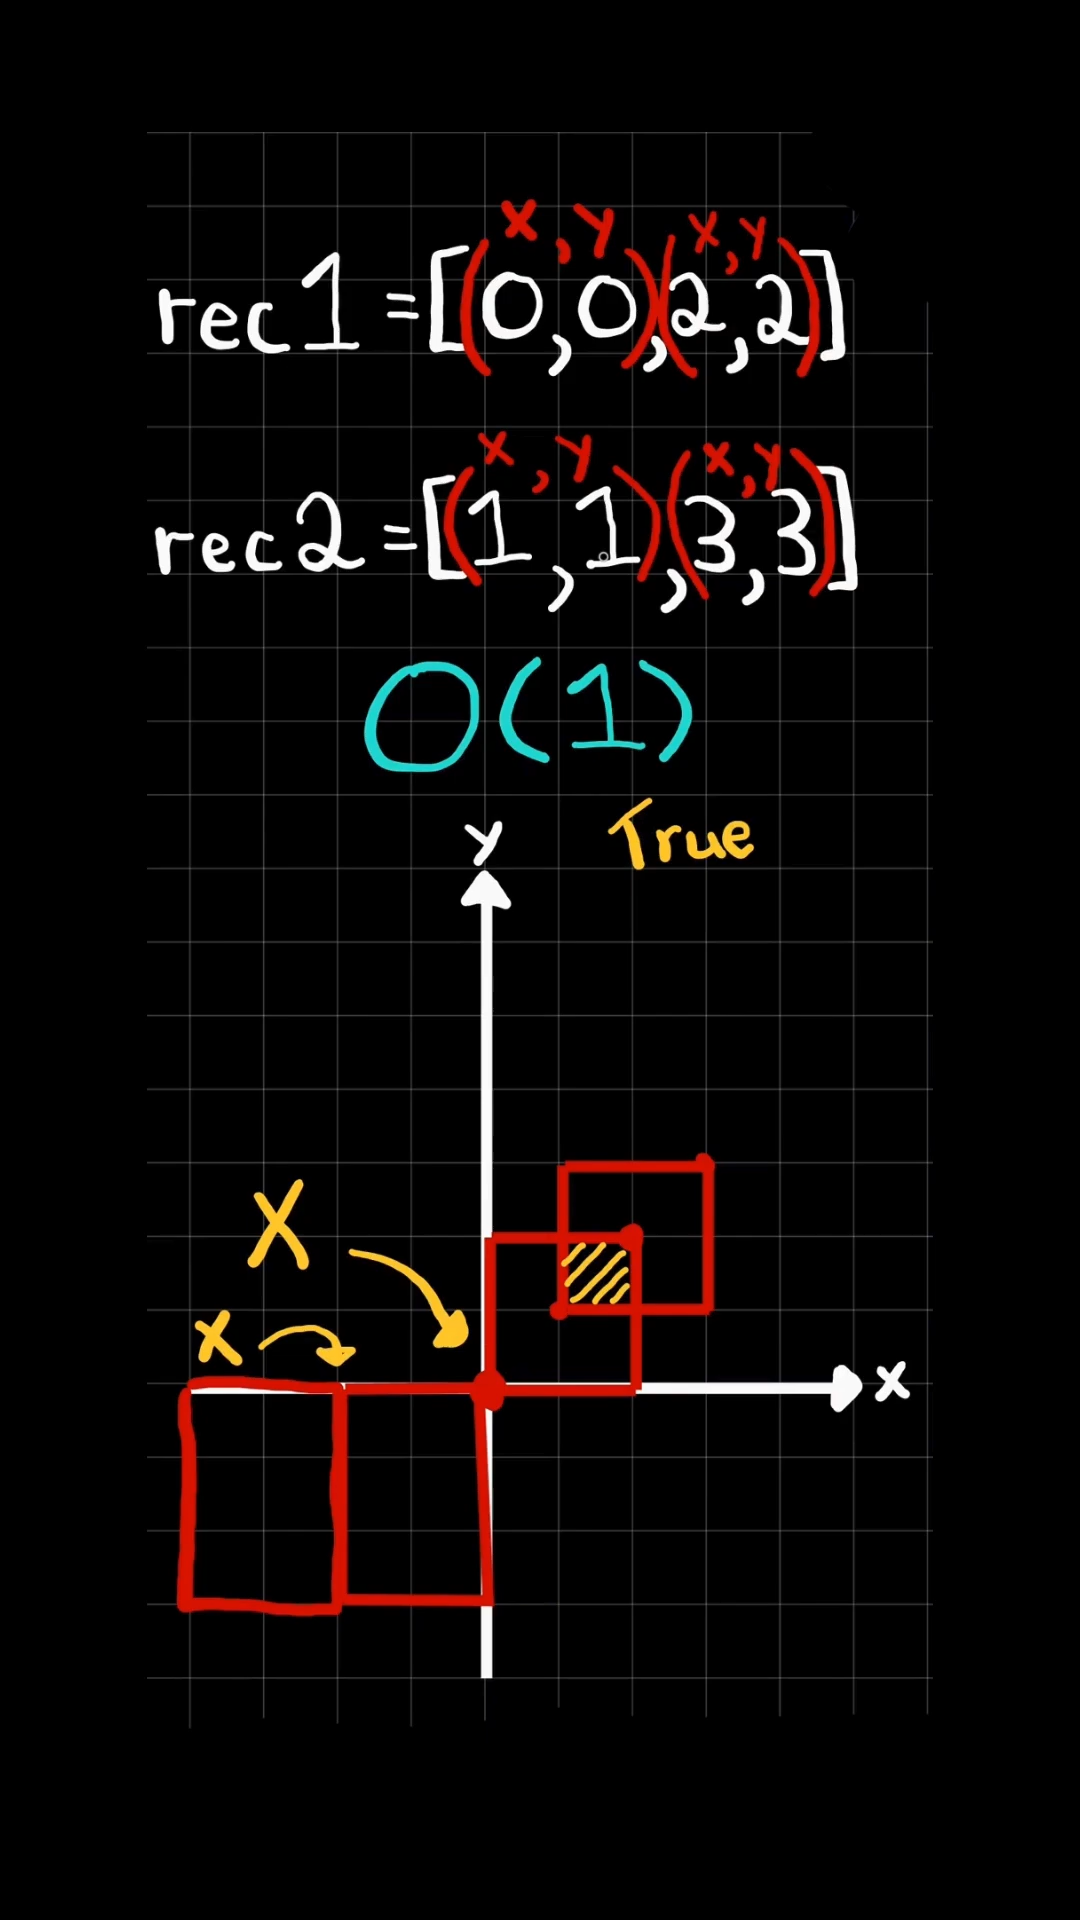 x, y x, y
rec1 = [(0,0),(2,2)]
x, y x, y
rec2 = [(1,1),(3,3)]
O(1)
True
y
X
x
x